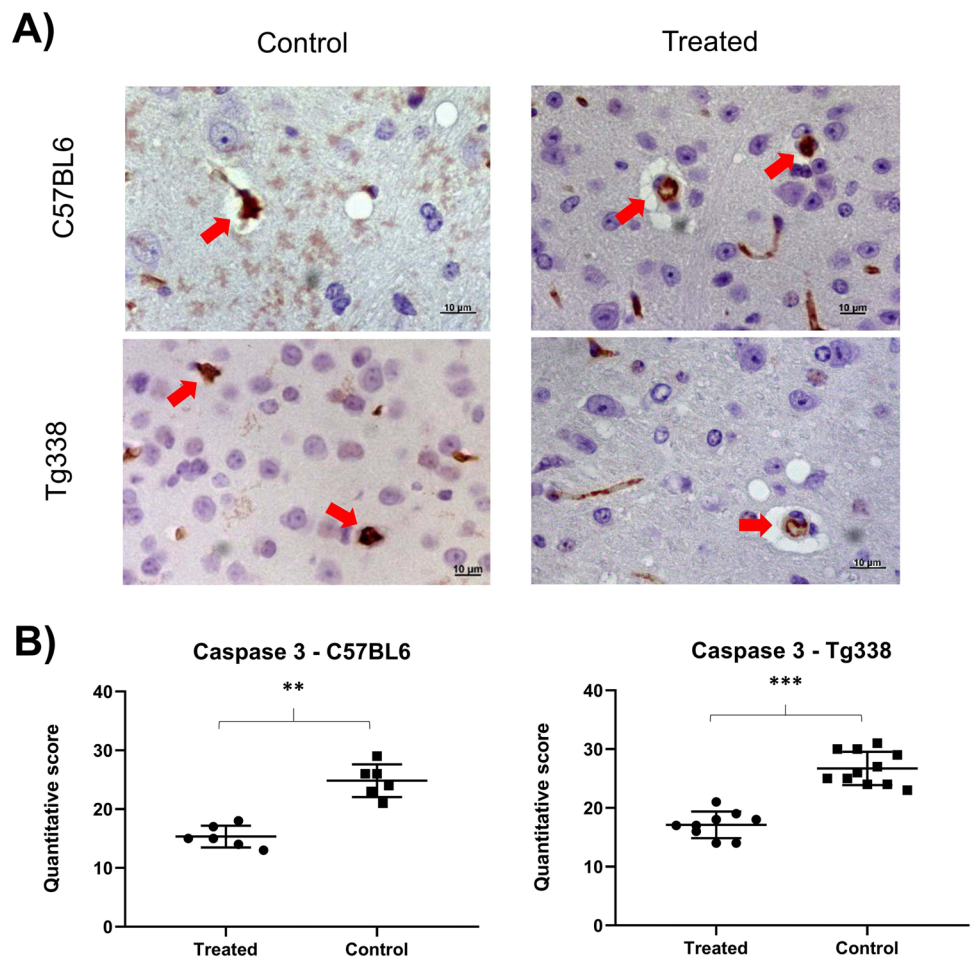 A)
Control
Treated
C57BL6
10 µm
10 µm
Tg338
10 µm
10 µm
B)
Caspase 3 - C57BL6
**
Quantitative score
40
30
20
10
0
Treated
Control
Caspase 3 - Tg338
***
Quantitative score
40
30
20
10
0
Treated
Control